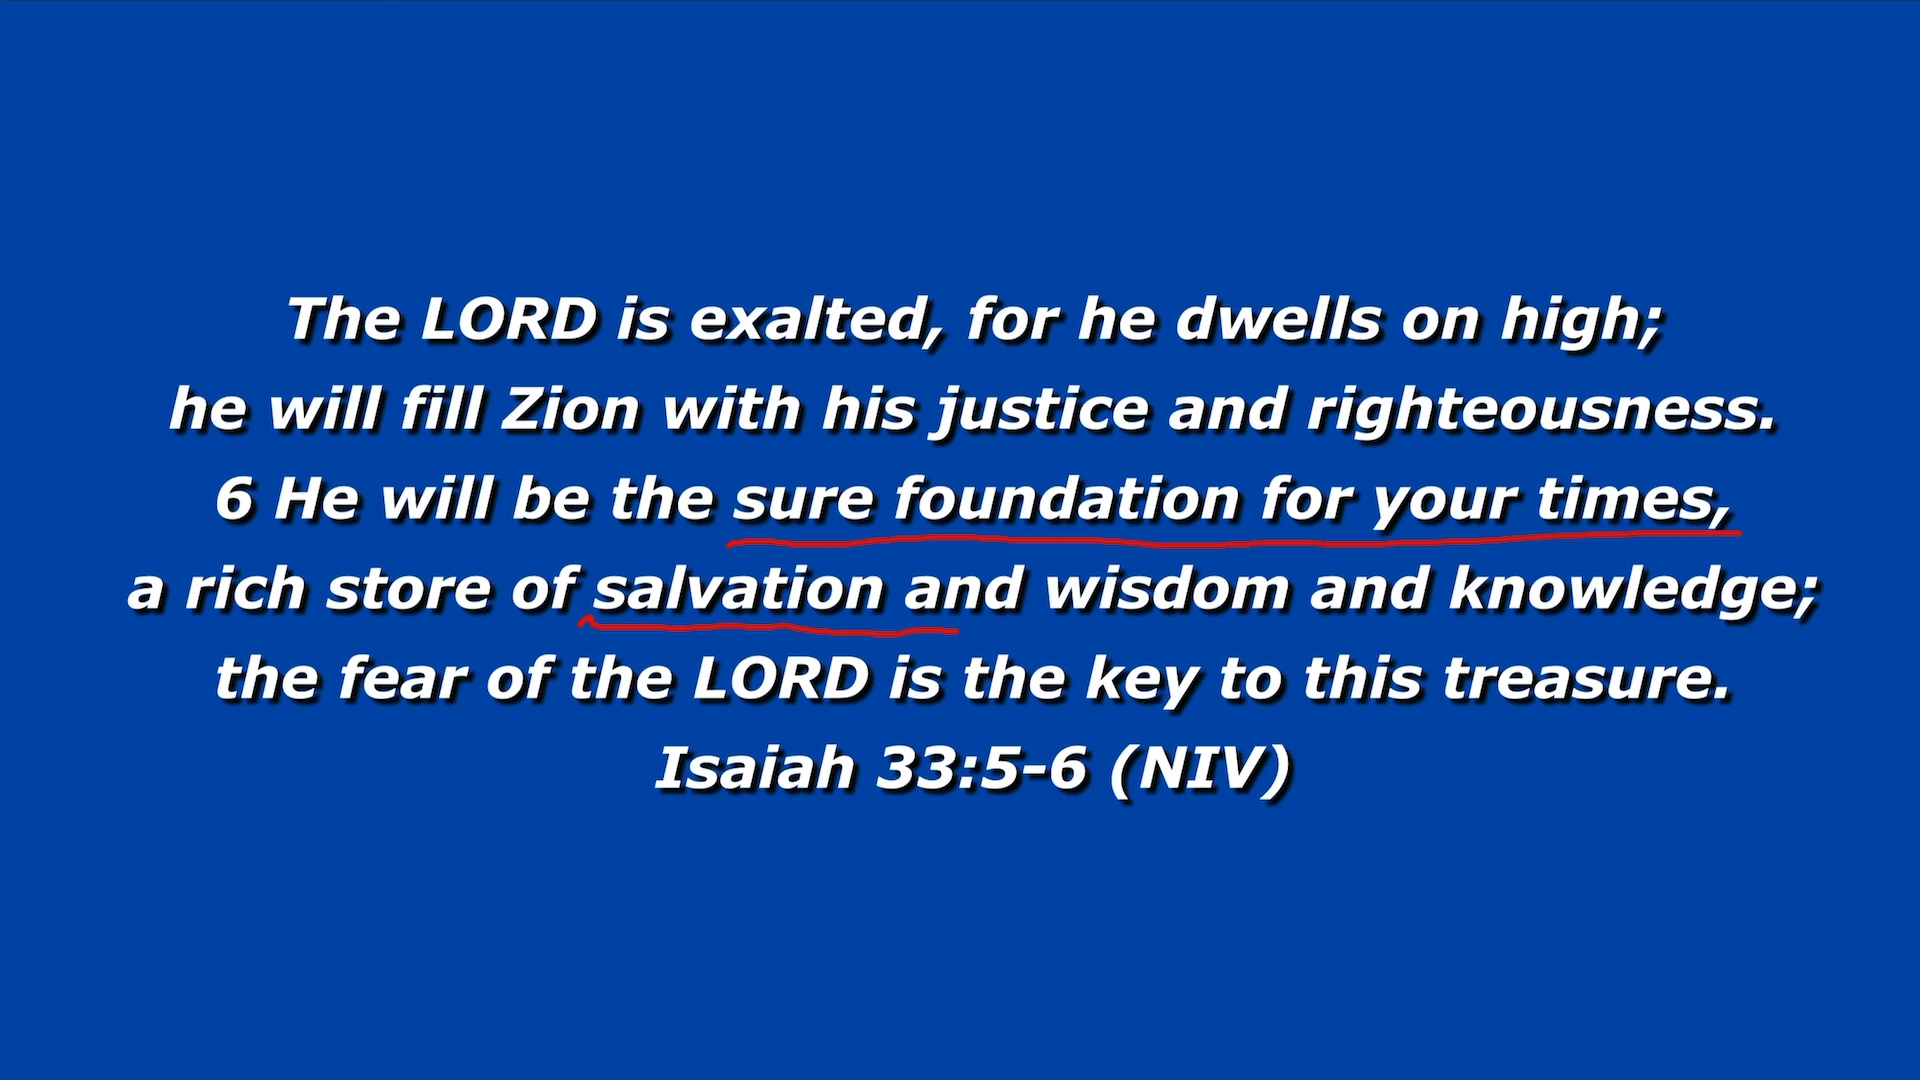 The LORD is exalted, for he dwells on high;
he will fill Zion with his justice and righteousness.
6 He will be the sure foundation for your times,
a rich store of salvation and wisdom and knowledge;
the fear of the LORD is the key to this treasure.
Isaiah 33:5-6 (NIV)